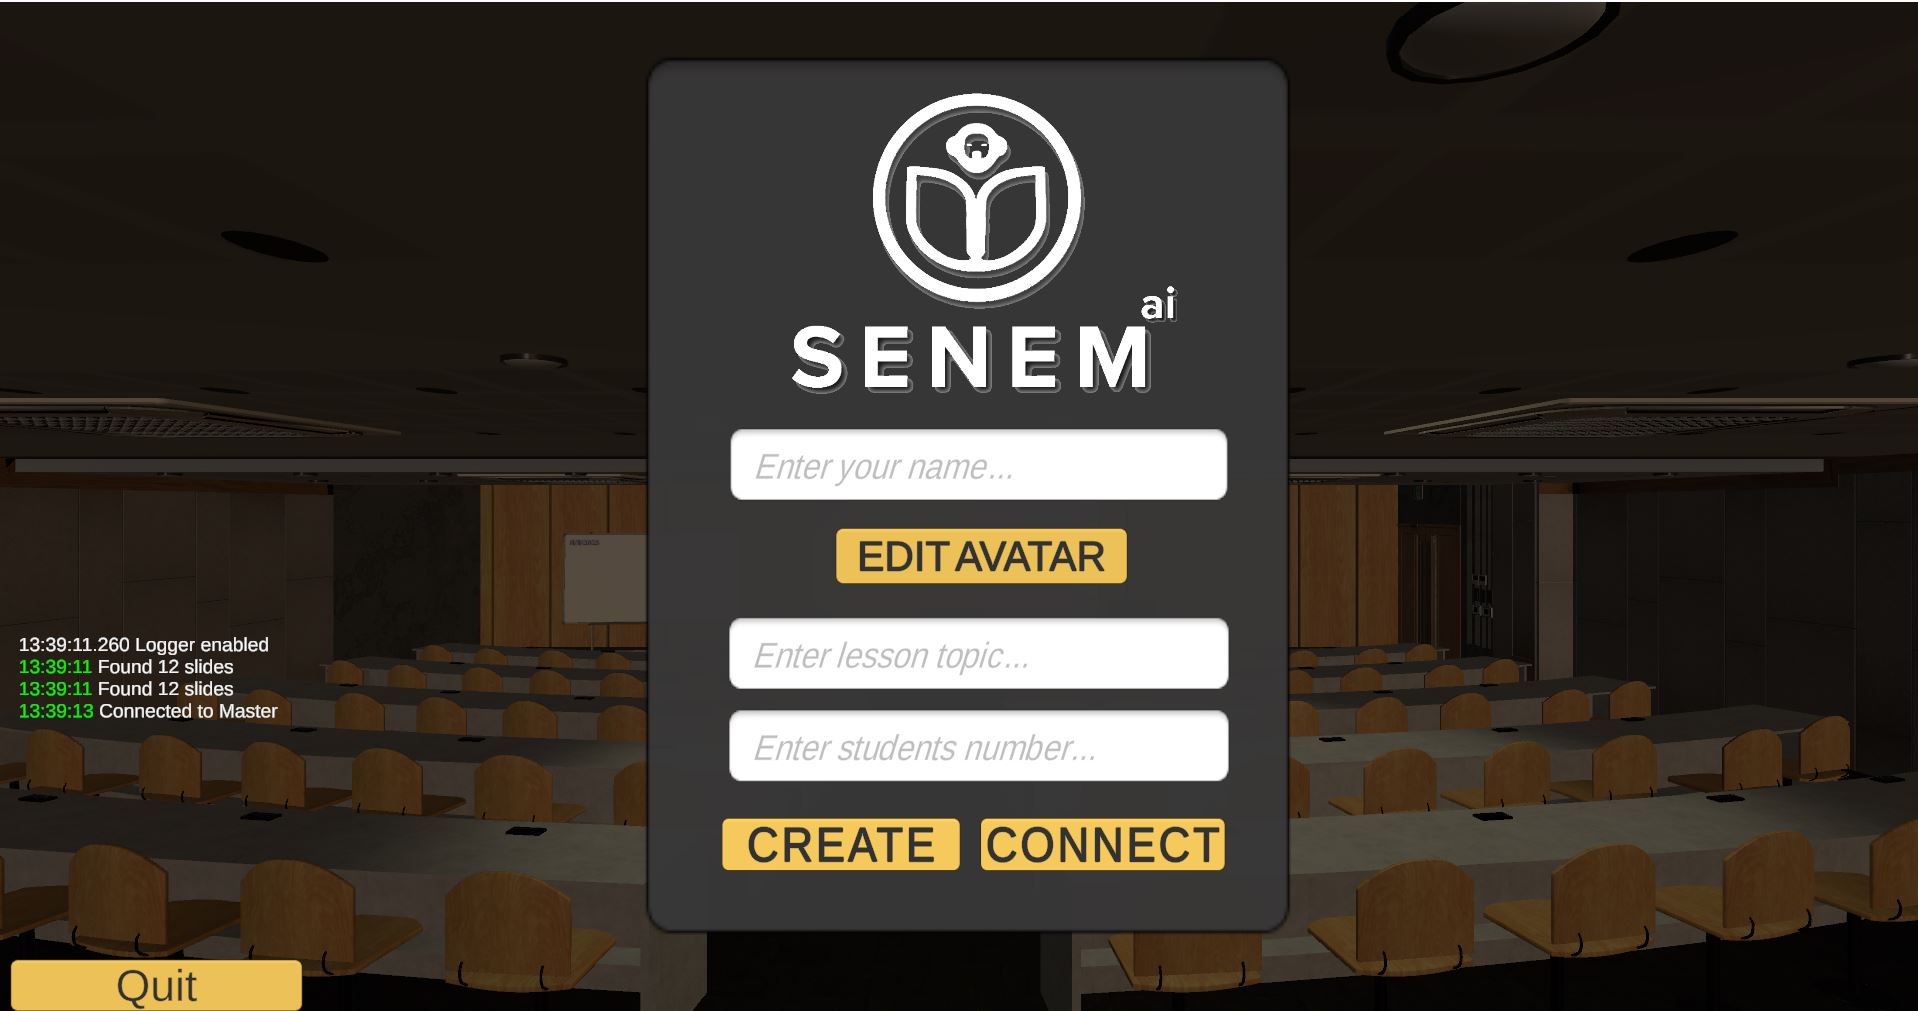 ai
SENEM
Enter your name...
EDIT AVATAR
Enter lesson topic...
Enter students number...
CREATE CONNECT
13:39:11.260 Logger enabled
13:39:11 Found 12 slides
13:39:11 Found 12 slides
13:39:13 Connected to Master
Quit